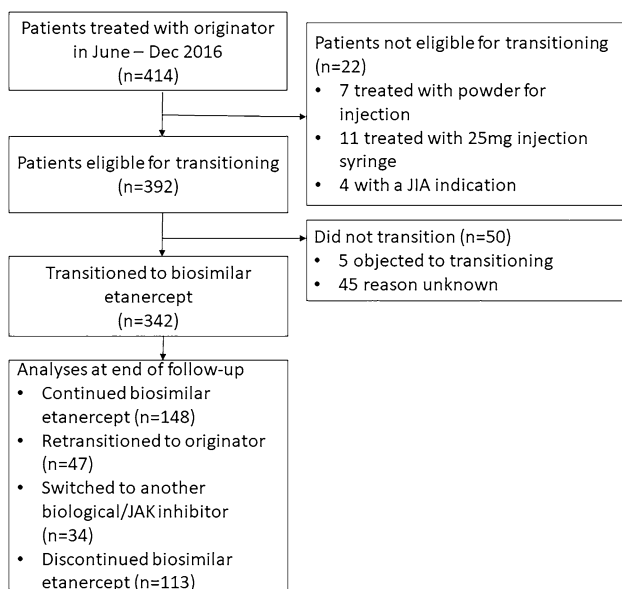 Patients treated with originator
in June – Dec 2016
(n=414)
Patients not eligible for transitioning
(n=22)
• 7 treated with powder for
injection
• 11 treated with 25mg injection
syringe
• 4 with a JIA indication
Patients eligible for transitioning
(n=392)
Did not transition (n=50)
• 5 objected to transitioning
• 45 reason unknown
Transitioned to biosimilar
etanercept
(n=342)
Analyses at end of follow-up
• Continued biosimilar
etanercept (n=148)
• Retransitioned to originator
(n=47)
• Switched to another
biological/JAK inhibitor
(n=34)
• Discontinued biosimilar
etanercept (n=113)